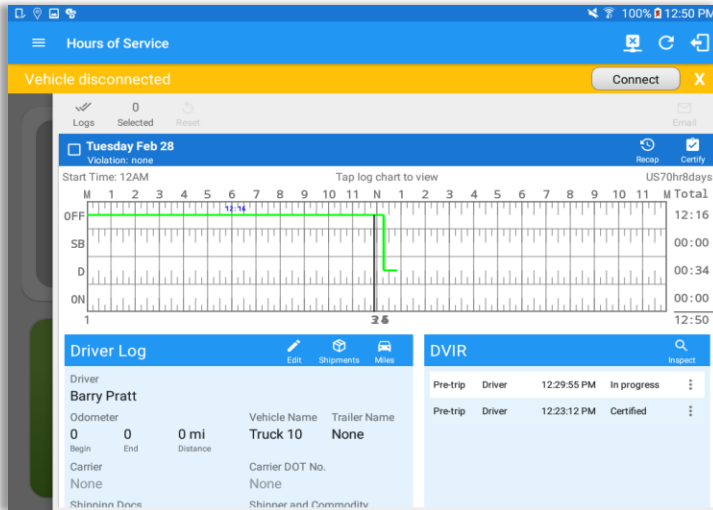 100% 12:50 PM
Hours of Service
Vehicle disconnected Connect X
0
Logs Selected Reset Email
Tuesday Feb 28
Violation: none Recap Certify
Start Time: 12AM Tap log chart to view US70hr8days
M 1 2 3 4 5 6 7 8 9 10 11 N 1 2 3 4 5 6 7 8 9 10 11 M Total
12:16
OFF 12:16
SB 00:00
D 00:34
ON 00:00
1 12:50
Driver Log Edit Shipments Miles
Driver
Barry Pratt
Odometer Vehicle Name Trailer Name
0 0 0 mi Truck 10 None
Begin End Distance
Carrier Carrier DOT No.
None None
Shipping Docs Shipper and Commodity
DVIR Inspect
Pre-trip Driver 12:29:55 PM In progress
Pre-trip Driver 12:23:12 PM Certified